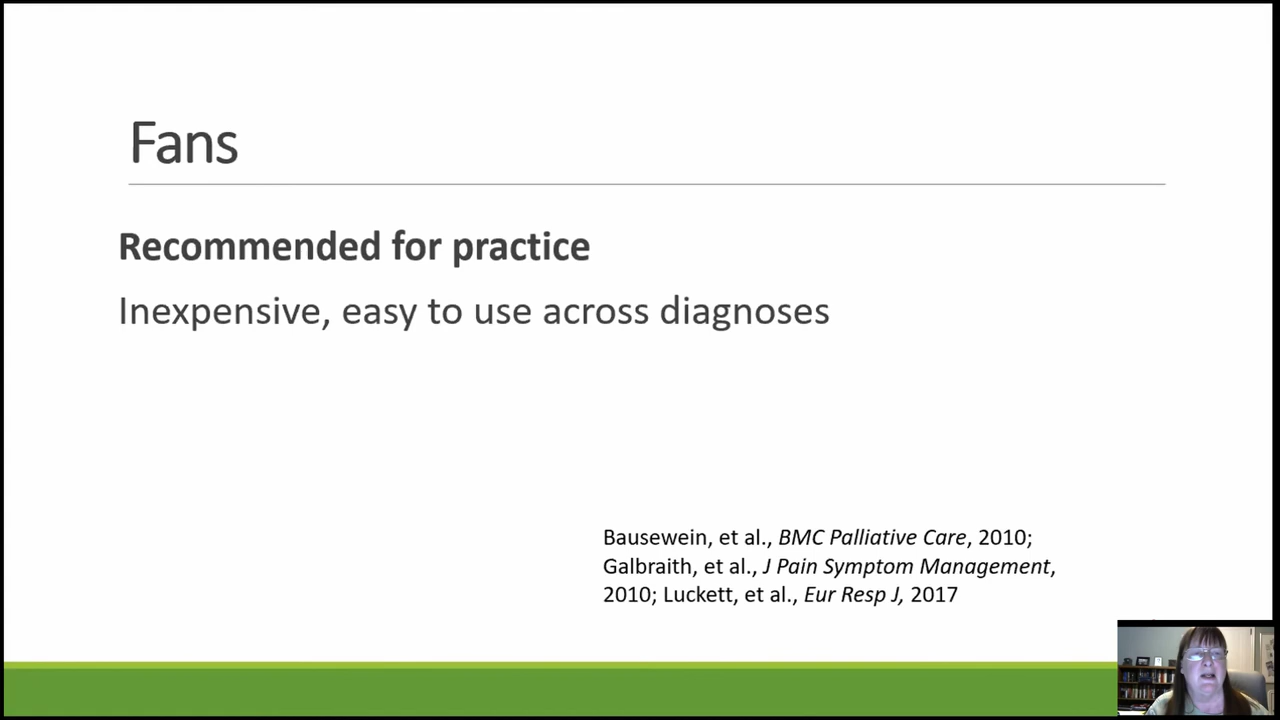 Fans
Recommended for practice
Inexpensive, easy to use across diagnoses
Bausewein, et al., BMC Palliative Care, 2010;
Galbraith, et al., J Pain Symptom Management,
2010; Luckett, et al., Eur Resp J, 2017